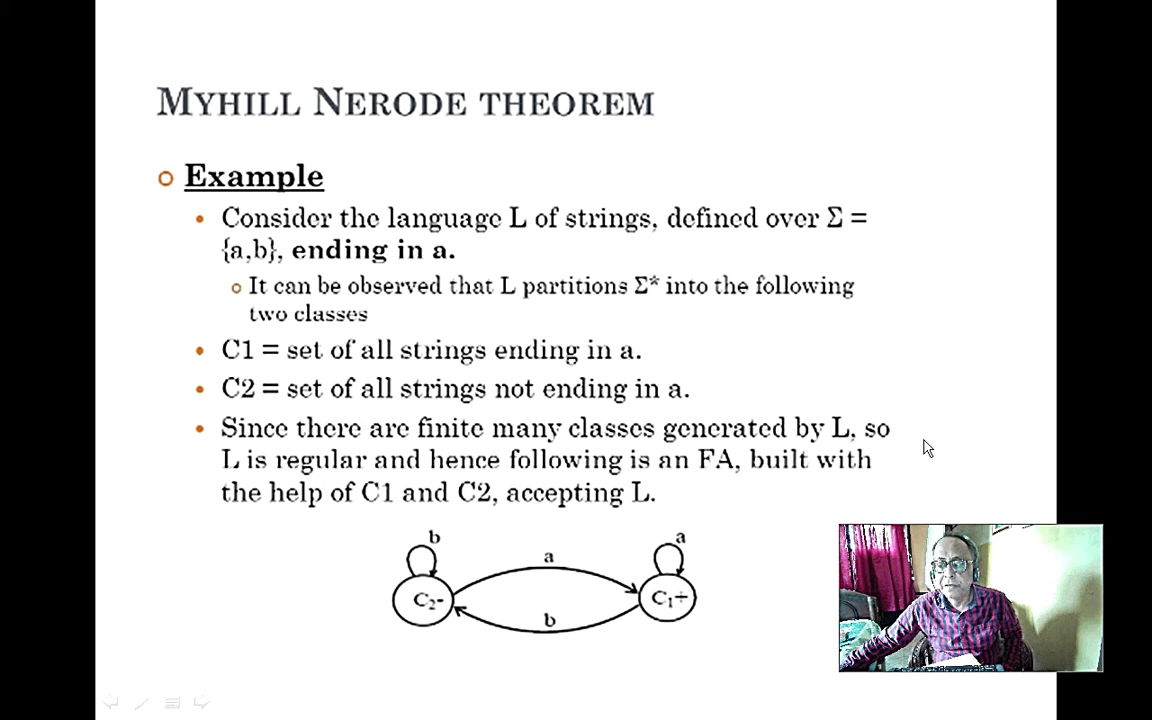 MYHILL NERODE THEOREM
Example
Consider the language L of strings, defined over Σ =
{a,b}, ending in a.
It can be observed that L partitions Σ* into the following
two classes
C1 = set of all strings ending in a.
C2 = set of all strings not ending in a.
Since there are finite many classes generated by L, so
L is regular and hence following is an FA, built with
the help of C1 and C2, accepting L.
b
a
a
C2-
C1+
b